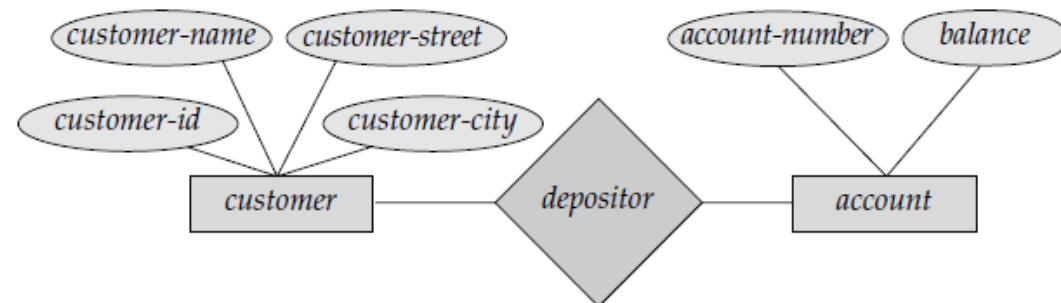 customer-name
customer-street
customer-id
customer-city
customer
depositor
account-number
balance
account